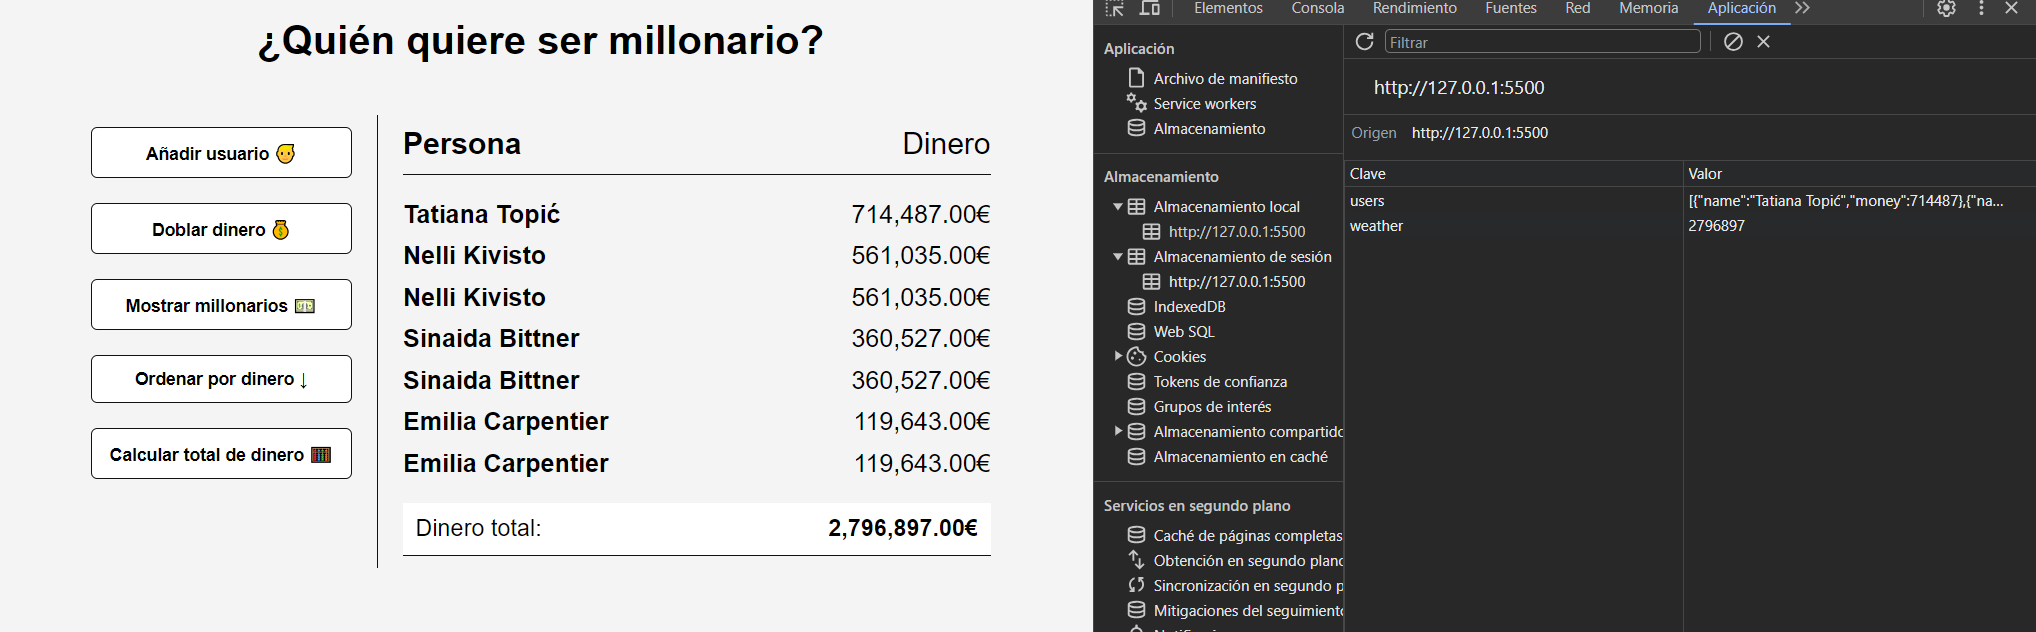 ¿Quién quiere ser millonario?
Añadir usuario
Doblar dinero
Mostrar millonarios
Ordenar por dinero ↓
Calcular total de dinero
Persona Dinero
Tatiana Topić 714,487.00€
Nelli Kivisto 561,035.00€
Nelli Kivisto 561,035.00€
Sinaida Bittner 360,527.00€
Sinaida Bittner 360,527.00€
Emilia Carpentier 119,643.00€
Emilia Carpentier 119,643.00€
Dinero total: 2,796,897.00€
Elementos Consola Rendimiento Fuentes Red Memoria Aplicación
Aplicación
Archivo de manifiesto
Service workers
Almacenamiento
Almacenamiento
Almacenamiento local
http://127.0.0.1:5500
Almacenamiento de sesión
http://127.0.0.1:5500
IndexedDB
Web SQL
Cookies
Tokens de confianza
Grupos de interés
Almacenamiento compartido
Almacenamiento en caché
Servicios en segundo plano
Caché de páginas completas
Obtención en segundo plano
Sincronización en segundo p
Mitigaciones del seguimiento
Filtrar
http://127.0.0.1:5500
Origen http://127.0.0.1:5500
Clave Valor
users [{"name":"Tatiana Topić","money":714487},{"na...
weather 2796897